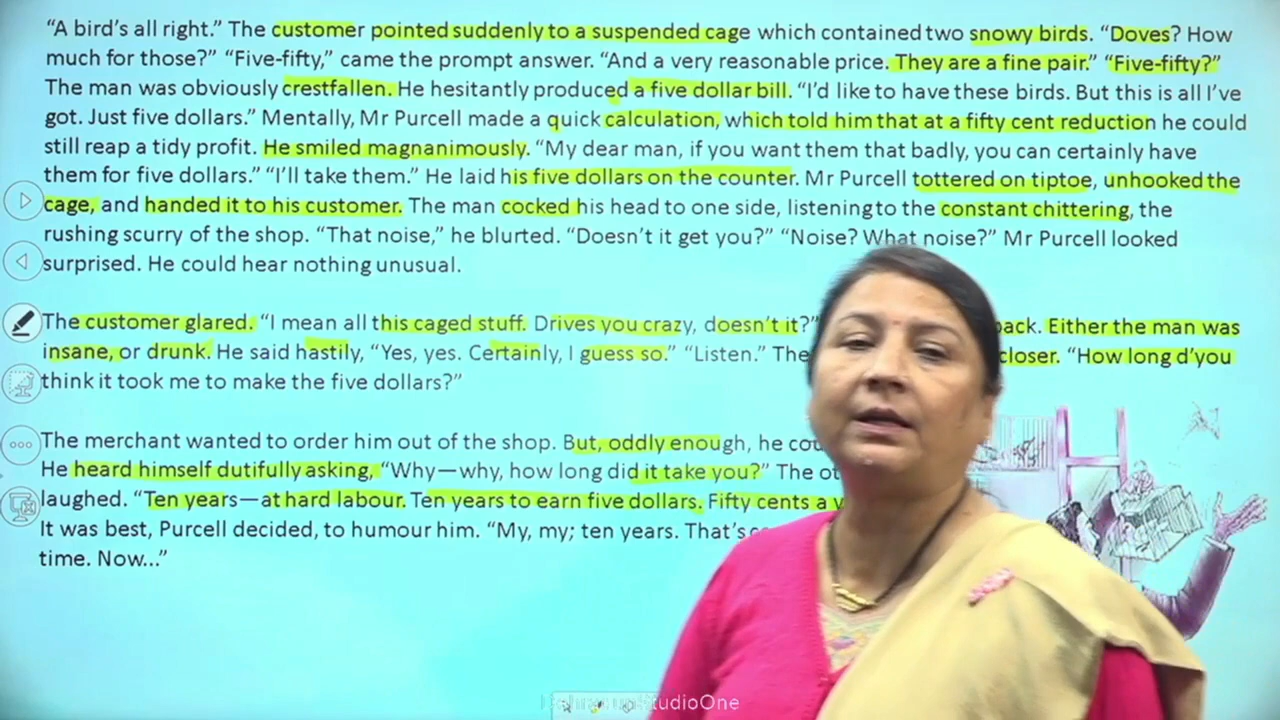 “A bird’s all right.” The customer pointed suddenly to a suspended cage which contained two snowy birds. “Doves? How
much for those?” “Five-fifty,” came the prompt answer. “And a very reasonable price. They are a fine pair.” “Five-fifty?”
The man was obviously crestfallen. He hesitantly produced a five dollar bill. “I’d like to have these birds. But this is all I’ve
got. Just five dollars.” Mentally, Mr Purcell made a quick calculation, which told him that at a fifty cent reduction he could
still reap a tidy profit. He smiled magnanimously. “My dear man, if you want them that badly, you can certainly have
them for five dollars.” “I’ll take them.” He laid his five dollars on the counter. Mr Purcell tottered on tiptoe, unhooked the
cage, and handed it to his customer. The man cocked his head to one side, listening to the constant chittering, the
rushing scurry of the shop. “That noise,” he blurted. “Doesn’t it get you?” “Noise? What noise?” Mr Purcell looked
surprised. He could hear nothing unusual.
The customer glared. “I mean all this caged stuff. Drives you crazy, doesn’t it?” Either the man was
insane, or drunk. He said hastily, “Yes, yes. Certainly, I guess so.” “Listen.” The closer. “How long d’you
think it took me to make the five dollars?”
The merchant wanted to order him out of the shop. But, oddly enough, he
He heard himself dutifully asking, “Why—why, how long did it take you?” The
laughed. “Ten years—at hard labour. Ten years to earn five dollars. Fifty cents a
It was best, Purcell decided, to humour him. “My, my; ten years. That’s
time. Now...”